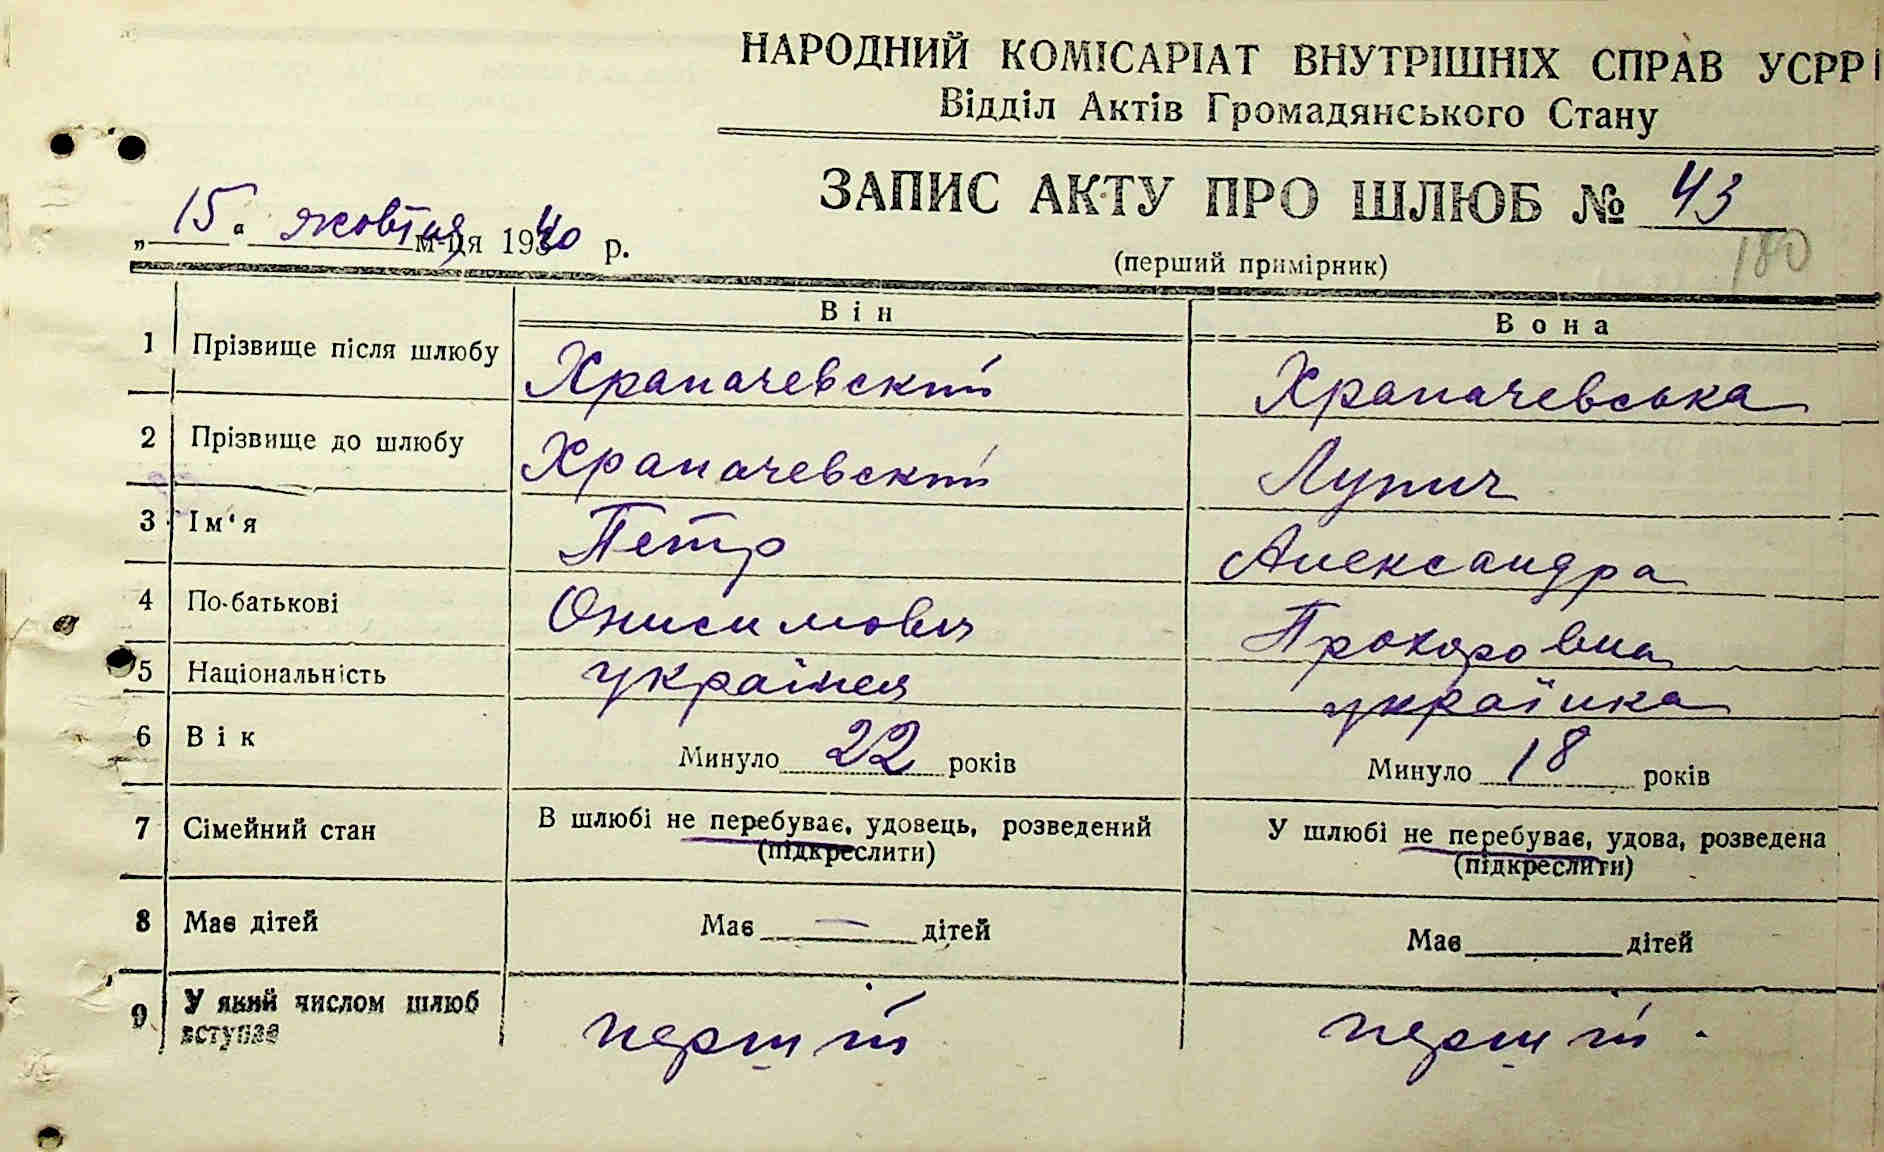 НАРОДНИЙ КОМІСАРІАТ ВНУТРІШНІХ СПРАВ УСРР
Відділ Актів Громадянського Стану
ЗАПИС АКТУ ПРО ШЛЮБ № 43
„15" жовтня м-ця 1940 р.
(перший примірник)
180
Він Вона
1 Прізвище після шлюбу Храпачевский Храпачевська
2 Прізвище до шлюбу Храпачевский Лупич
3 Ім'я Петр Александра
4 По-батькові Онисимович Прохоровна
5 Національність українец українка
6 Вік Минуло 22 років Минуло 18 років
7 Сімейний стан В шлюбі не перебуває, удовець, розведений (підкреслити) У шлюбі не перебуває, удова, розведена (підкреслити)
8 Має дітей Має — дітей Має дітей
9 У який числом шлюб вступає перший перший